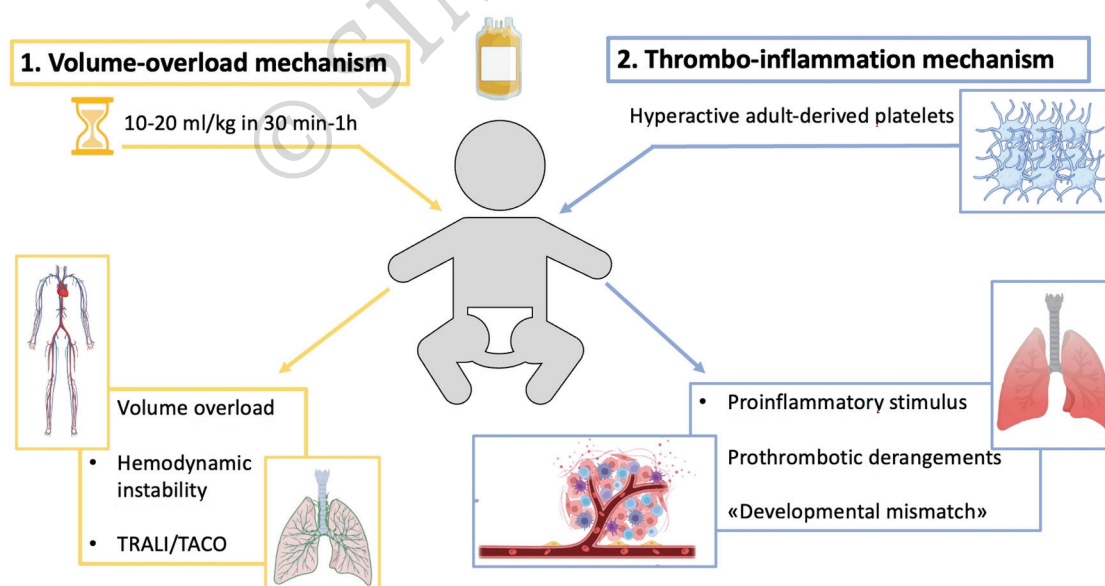 1. Volume-overload mechanism
10-20 ml/kg in 30 min-1h
2. Thrombo-inflammation mechanism
Hyperactive adult-derived platelets
Volume overload
• Hemodynamic
instability
• TRALI/TACO
• Proinflammatory stimulus
Prothrombotic derangements
«Developmental mismatch»
©